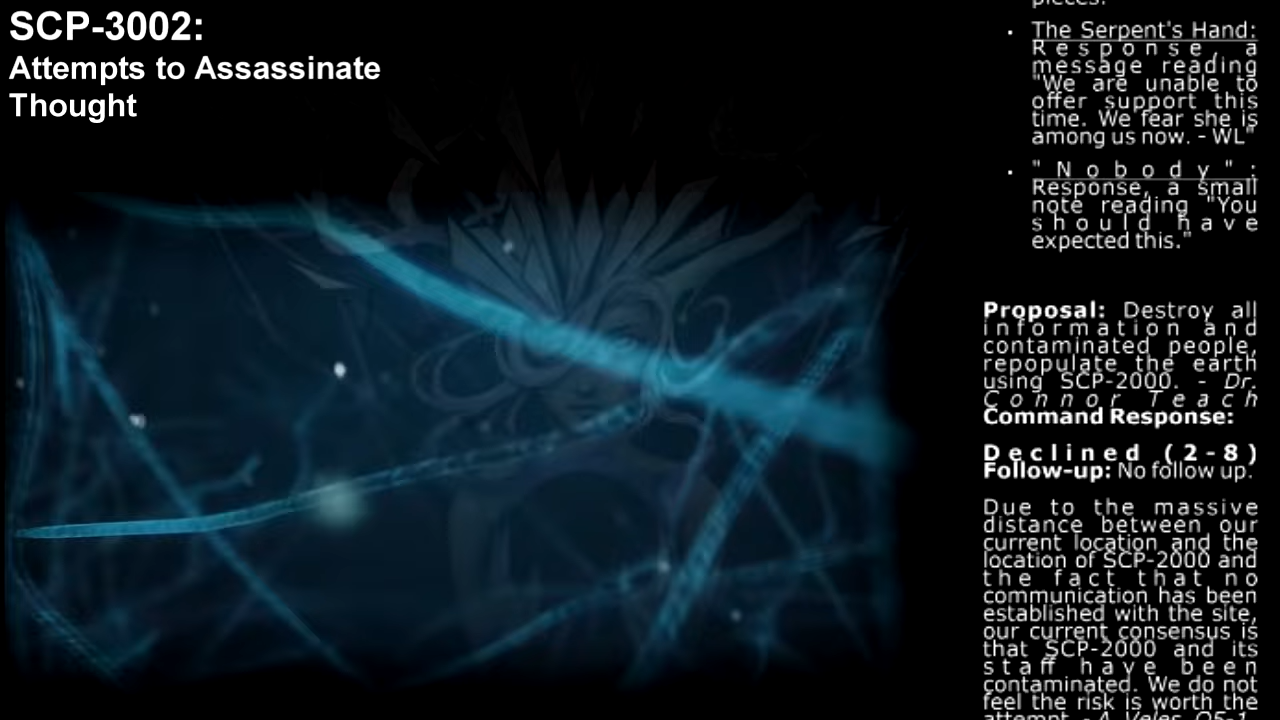 SCP-3002:
Attempts to Assassinate
Thought
pieces.
• The Serpent's Hand:
Response, a
message reading
"We are unable to
offer support this
time. We fear she is
among us now. - WL"
• "Nobody":
Response, a small
note reading "You
should have
expected this."
Proposal: Destroy all
information and
contaminated people,
repopulate the earth
using SCP-2000. - Dr.
Connor Teach
Command Response:
Declined (2-8)
Follow-up: No follow up.
Due to the massive
distance between our
current location and the
location of SCP-2000 and
the fact that no
communication has been
established with the site,
our current consensus is
that SCP-2000 and its
staff have been
contaminated. We do not
feel the risk is worth the
attempt. - A. Veles, O5-1